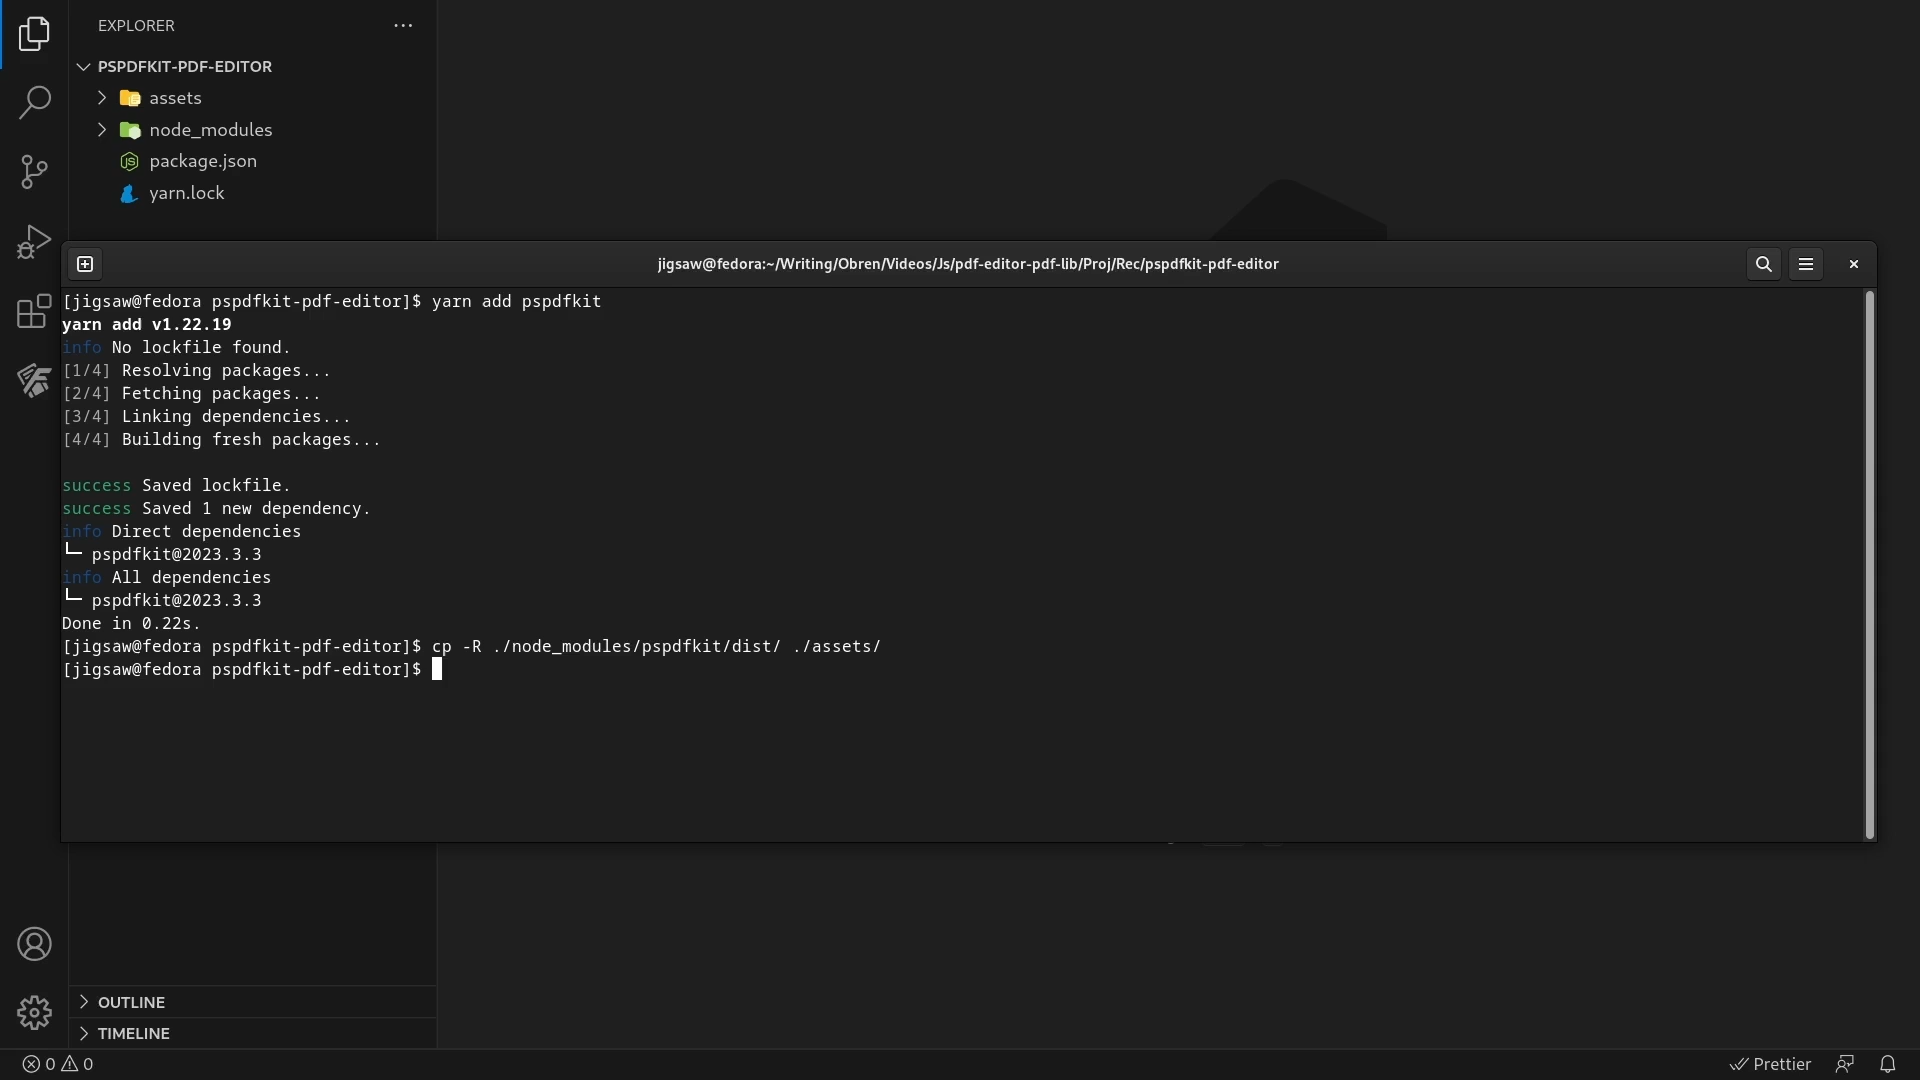 EXPLORER
PSPDFKIT-PDF-EDITOR
assets
node_modules
package.json
yarn.lock
jigsaw@fedora:~/Writing/Obren/Videos/Js/pdf-editor-pdf-lib/Proj/Rec/pspdfkit-pdf-editor
[jigsaw@fedora pspdfkit-pdf-editor]$ yarn add pspdfkit
yarn add v1.22.19
info No lockfile found.
[1/4] Resolving packages...
[2/4] Fetching packages...
[3/4] Linking dependencies...
[4/4] Building fresh packages...
success Saved lockfile.
success Saved 1 new dependency.
info Direct dependencies
└─ pspdfkit@2023.3.3
info All dependencies
└─ pspdfkit@2023.3.3
Done in 0.22s.
[jigsaw@fedora pspdfkit-pdf-editor]$ cp -R ./node_modules/pspdfkit/dist/ ./assets/
[jigsaw@fedora pspdfkit-pdf-editor]$
OUTLINE
TIMELINE
0 0
Prettier